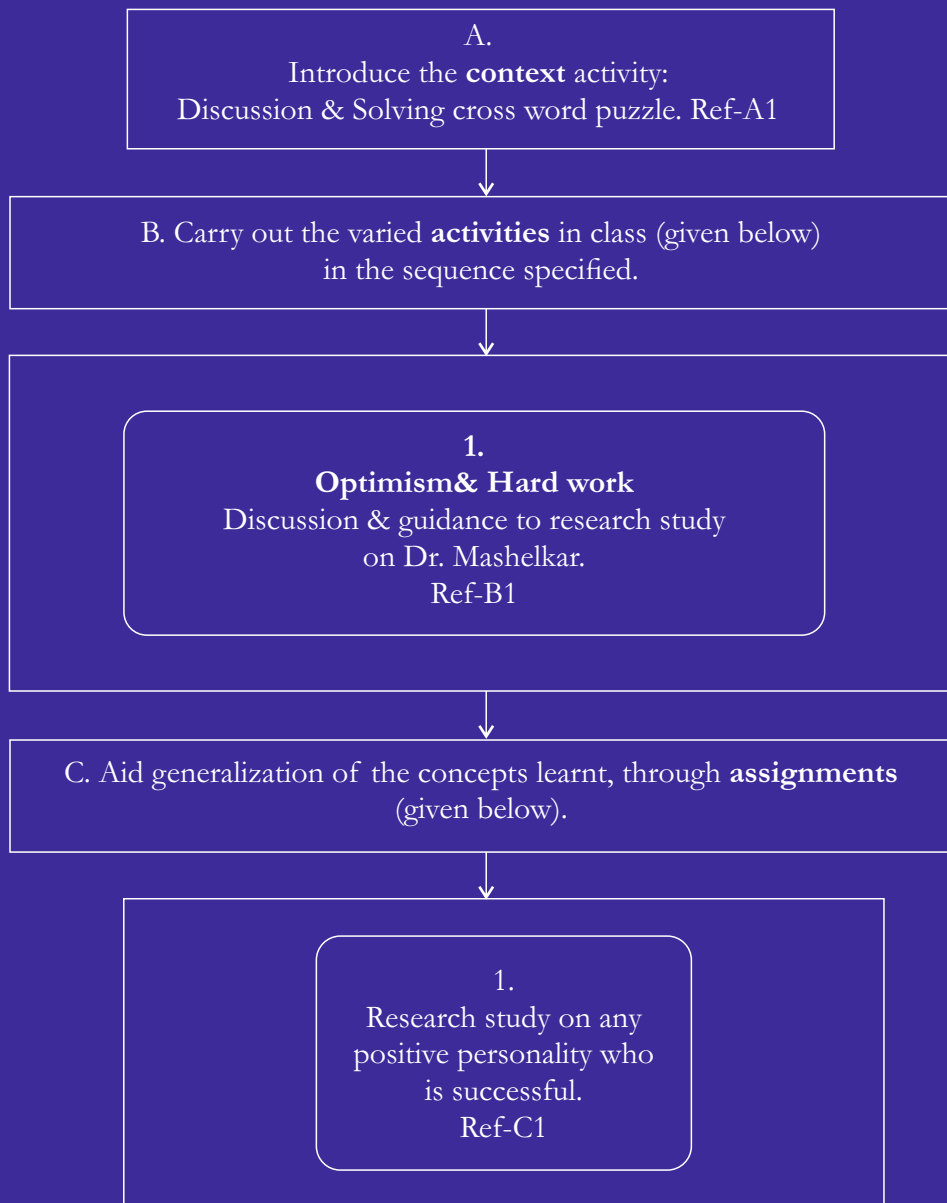 A.
Introduce the context activity:
Discussion & Solving cross word puzzle. Ref-A1
B. Carry out the varied activities in class (given below)
in the sequence specified.
1.
Optimism& Hard work
Discussion & guidance to research study
on Dr. Mashelkar.
Ref-B1
C. Aid generalization of the concepts learnt, through assignments
(given below).
1.
Research study on any
positive personality who
is successful.
Ref-C1